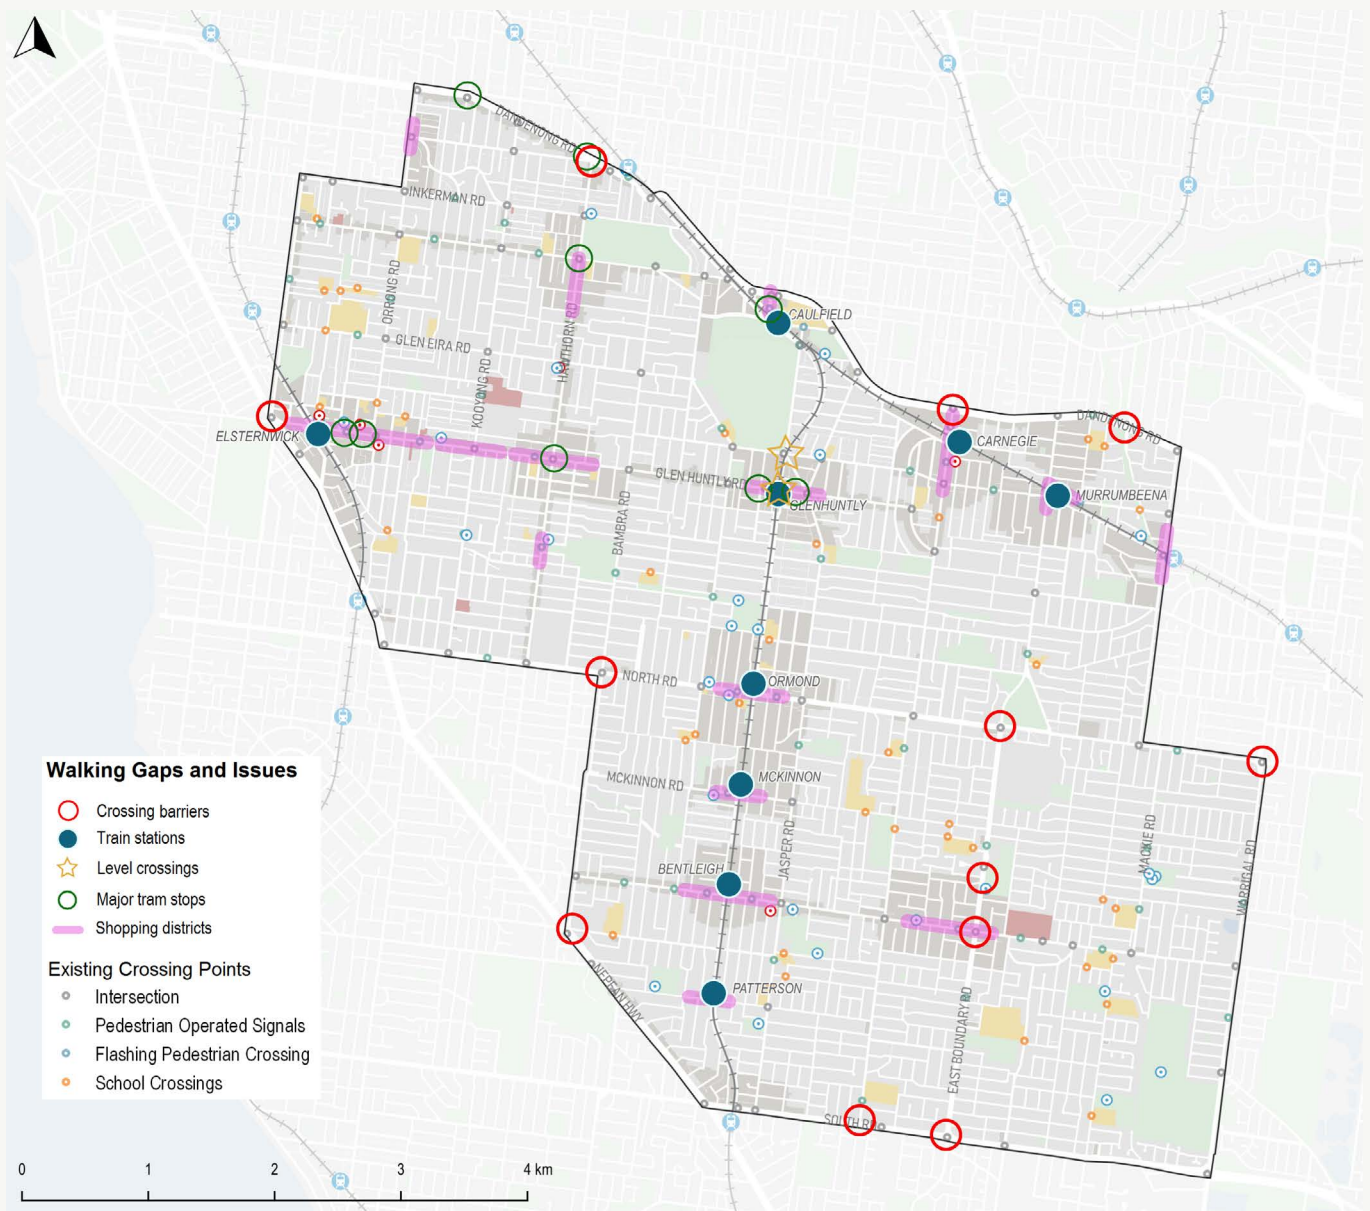 DANDENONG RD
INKERMAN RD
ORRONG RD
HAWTHORN RD
CAULFIELD
GLEN EIRA RD
KOOYONG RD
DANDENONG RD
ELSTERNWICK
CARNEGIE
GLEN HUNTLY RD
MURRUMBEENA
GLENHUNTLY
BAMBRA RD
NORTH RD
ORMOND
Walking Gaps and Issues
Crossing barriers
Train stations
Level crossings
Major tram stops
Shopping districts
Existing Crossing Points
Intersection
Pedestrian Operated Signals
Flashing Pedestrian Crossing
School Crossings
MCKINNON RD
MCKINNON
JASPER RD
MACKIE RD
WARRIGAL RD
BENTLEIGH
NEPEAN HWY
PATTERSON
EAST BOUNDARY RD
SOUTH RD
0 1 2 3 4 km